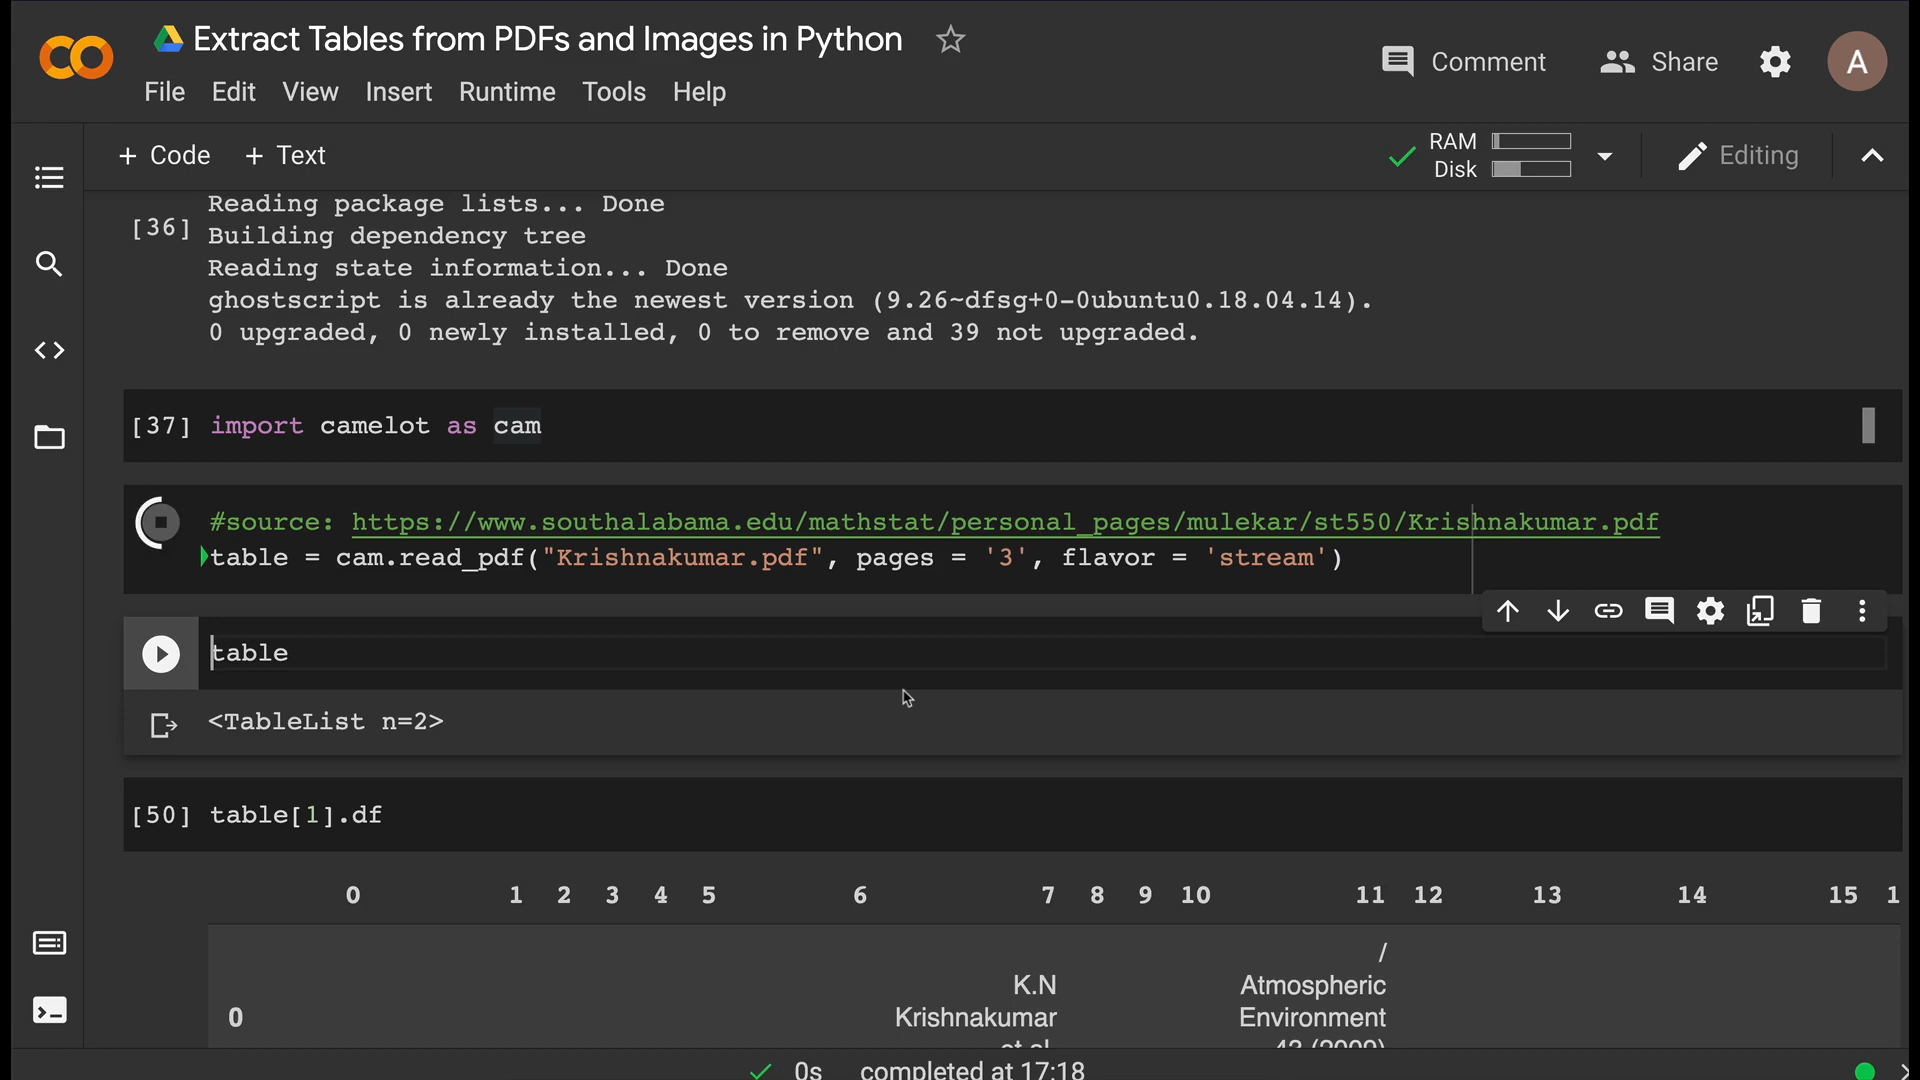 Extract Tables from PDFs and Images in Python
File Edit View Insert Runtime Tools Help
Comment
Share
A
+ Code + Text
RAM
Disk
Editing
[36]
Reading package lists... Done
Building dependency tree
Reading state information... Done
ghostscript is already the newest version (9.26~dfsg+0-0ubuntu0.18.04.14).
0 upgraded, 0 newly installed, 0 to remove and 39 not upgraded.
[37] import camelot as cam
#source: https://www.southalabama.edu/mathstat/personal_pages/mulekar/st550/Krishnakumar.pdf
table = cam.read_pdf("Krishnakumar.pdf", pages = '3', flavor = 'stream')
table
<TableList n=2>
[50] table[1].df
0 1 2 3 4 5 6 7 8 9 10 11 12 13 14 15 1
/
K.N Atmospheric
0 Krishnakumar Environment
et al. 43 (2009)
0s completed at 17:18